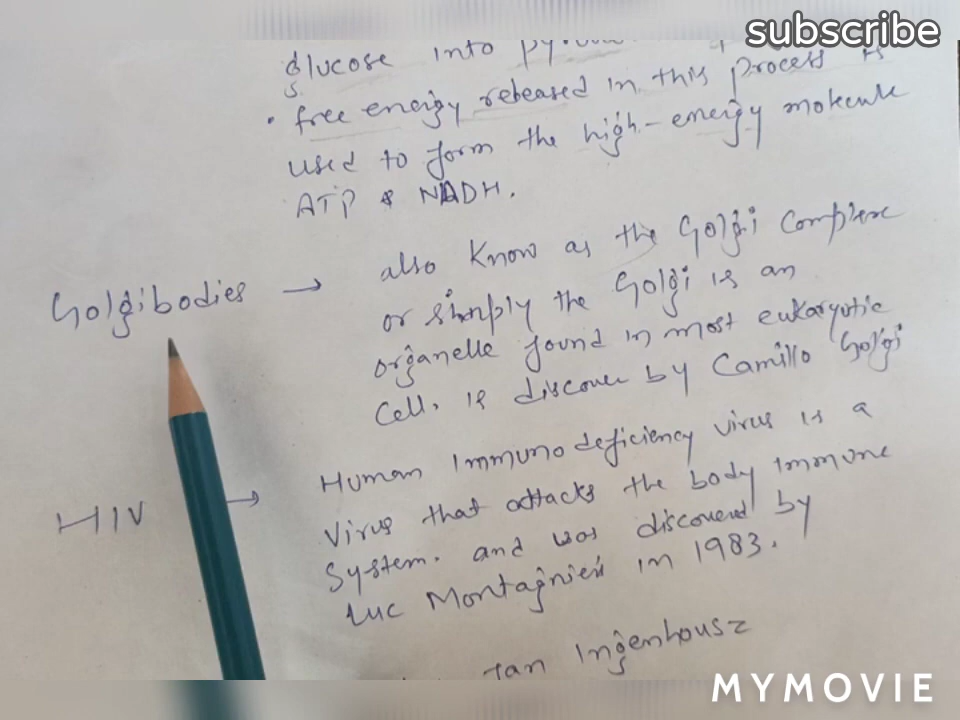 subscribe
glucose into
• free energy rebeased in this process is
used to form the high-energy molecule
ATP & NADH.
Golgibodies → also know as the Golgi Complex
or simply the Golgi is an
organelle found in most eukaryotic
Cell. is discover by Camillo Golgi
HIV → Human Immunodeficiency virus is a
Virus that attacks the body Immune
System. and was discovered by
Luc Montagnier in 1983.
Jan Ingenhousz
MYMOVIE